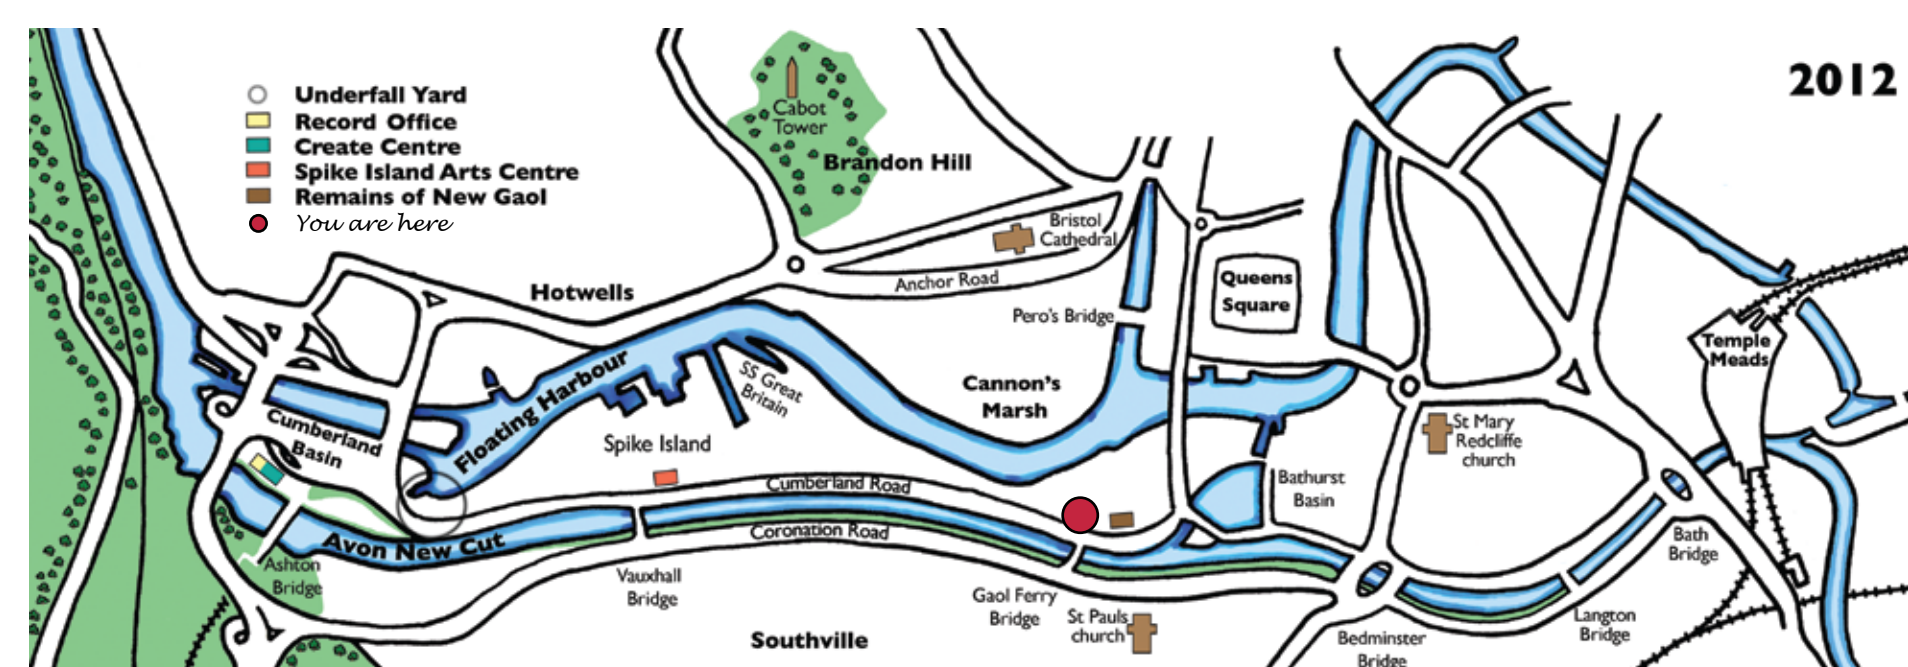 2012
Underfall Yard
Record Office
Create Centre
Spike Island Arts Centre
Remains of New Gaol
You are here
Cabot
Tower
Brandon Hill
Bristol
Cathedral
Anchor Road
Hotwells
Queens
Square
Pero's Bridge
Temple
Meads
Floating Harbour
SS Great
Britain
Cannon's
Marsh
Cumberland
Basin
Spike Island
St Mary
Redcliffe
church
Cumberland Road
Bathurst
Basin
Avon New Cut
Coronation Road
Ashton
Bridge
Vauxhall
Bridge
Gaol Ferry
Bridge
St Pauls
church
Bath
Bridge
Langton
Bridge
Southville
Bedminster
Bridge